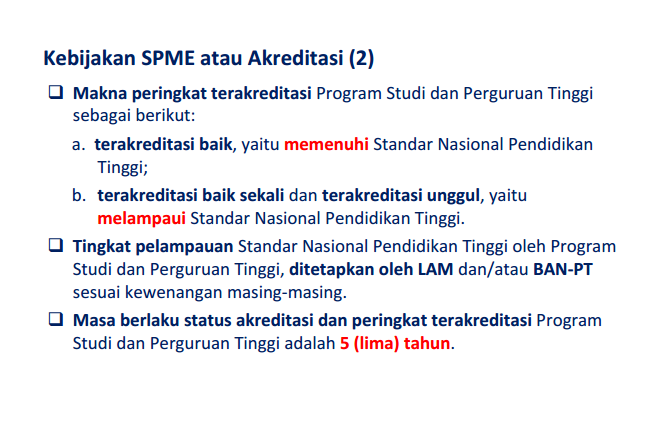 Kebijakan SPME atau Akreditasi (2)
❑ Makna peringkat terakreditasi Program Studi dan Perguruan Tinggi
sebagai berikut:
a. terakreditasi baik, yaitu memenuhi Standar Nasional Pendidikan
Tinggi;
b. terakreditasi baik sekali dan terakreditasi unggul, yaitu
melampaui Standar Nasional Pendidikan Tinggi.
❑ Tingkat pelampauan Standar Nasional Pendidikan Tinggi oleh Program
Studi dan Perguruan Tinggi, ditetapkan oleh LAM dan/atau BAN-PT
sesuai kewenangan masing-masing.
❑ Masa berlaku status akreditasi dan peringkat terakreditasi Program
Studi dan Perguruan Tinggi adalah 5 (lima) tahun.